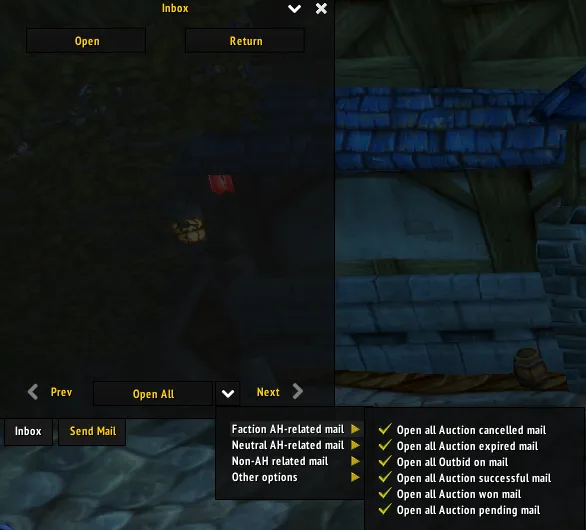 Inbox
Open
Return
Prev
Open All
Next
Inbox
Send Mail
Faction AH-related mail
Neutral AH-related mail
Non-AH related mail
Other options
Open all Auction cancelled mail
Open all Auction expired mail
Open all Outbid on mail
Open all Auction successful mail
Open all Auction won mail
Open all Auction pending mail